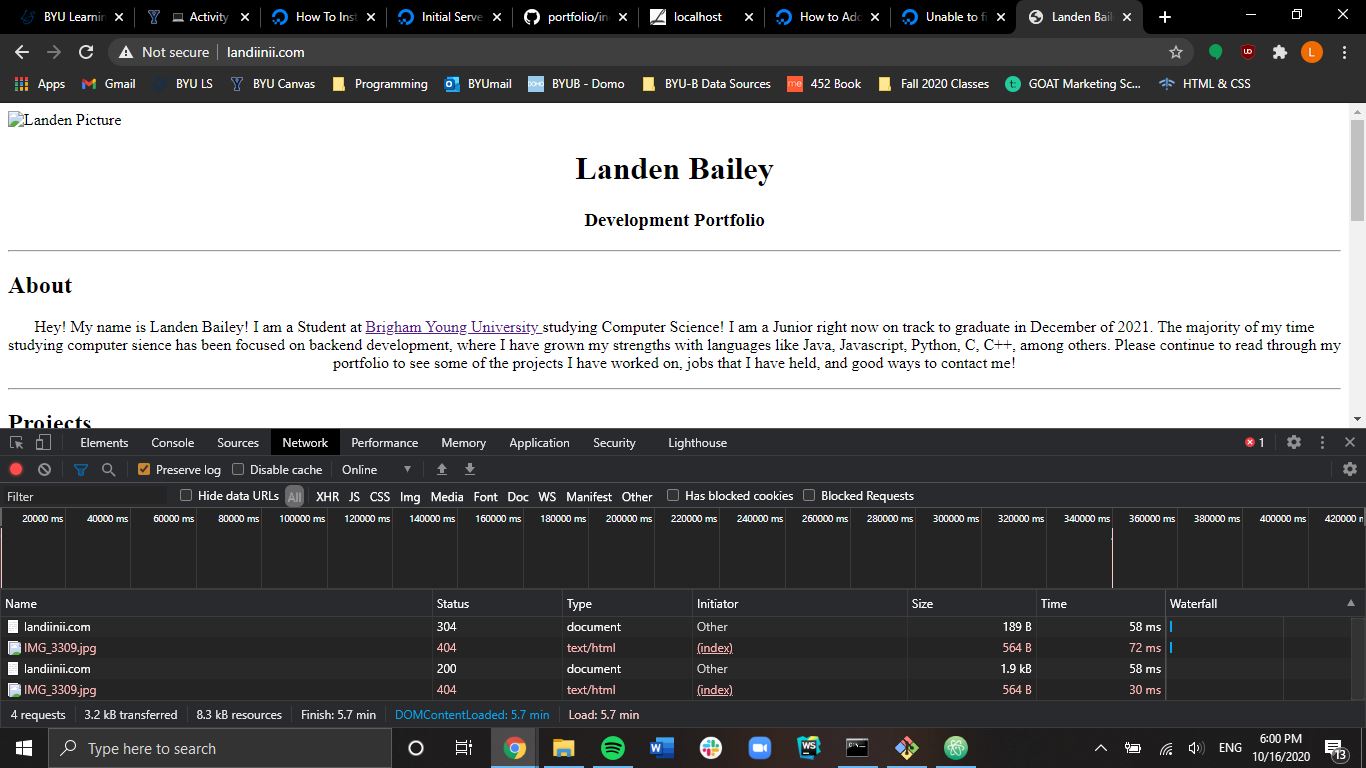 BYU Learnin
Activity
How To Inst
Initial Serve
portfolio/in
localhost
How to Add
Unable to fi
Landen Bail
Not secure
landiinii.com
L
Apps
Gmail
BYU LS
BYU Canvas
Programming
BYUmail
BYUB - Domo
BYU-B Data Sources
452 Book
Fall 2020 Classes
GOAT Marketing Sc...
HTML & CSS
Landen Picture
Landen Bailey
Development Portfolio
About
Hey! My name is Landen Bailey! I am a Student at Brigham Young University studying Computer Science! I am a Junior right now on track to graduate in December of 2021. The majority of my time
studying computer sience has been focused on backend development, where I have grown my strengths with languages like Java, Javascript, Python, C, C++, among others. Please continue to read through my
portfolio to see some of the projects I have worked on, jobs that I have held, and good ways to contact me!
Projects
Elements Console Sources Network Performance Memory Application Security Lighthouse 1
Preserve log Disable cache Online
Filter Hide data URLs All XHR JS CSS Img Media Font Doc WS Manifest Other Has blocked cookies Blocked Requests
20000 ms 40000 ms 60000 ms 80000 ms 100000 ms 120000 ms 140000 ms 160000 ms 180000 ms 200000 ms 220000 ms 240000 ms 260000 ms 280000 ms 300000 ms 320000 ms 340000 ms 360000 ms 380000 ms 400000 ms 420000 m
Name Status Type Initiator Size Time Waterfall
landiinii.com 304 document Other 189 B 58 ms
IMG_3309.jpg 404 text/html (index) 564 B 72 ms
landiinii.com 200 document Other 1.9 kB 58 ms
IMG_3309.jpg 404 text/html (index) 564 B 30 ms
4 requests 3.2 kB transferred 8.3 kB resources Finish: 5.7 min DOMContentLoaded: 5.7 min Load: 5.7 min
Type here to search
ENG
6:00 PM
10/16/2020
13